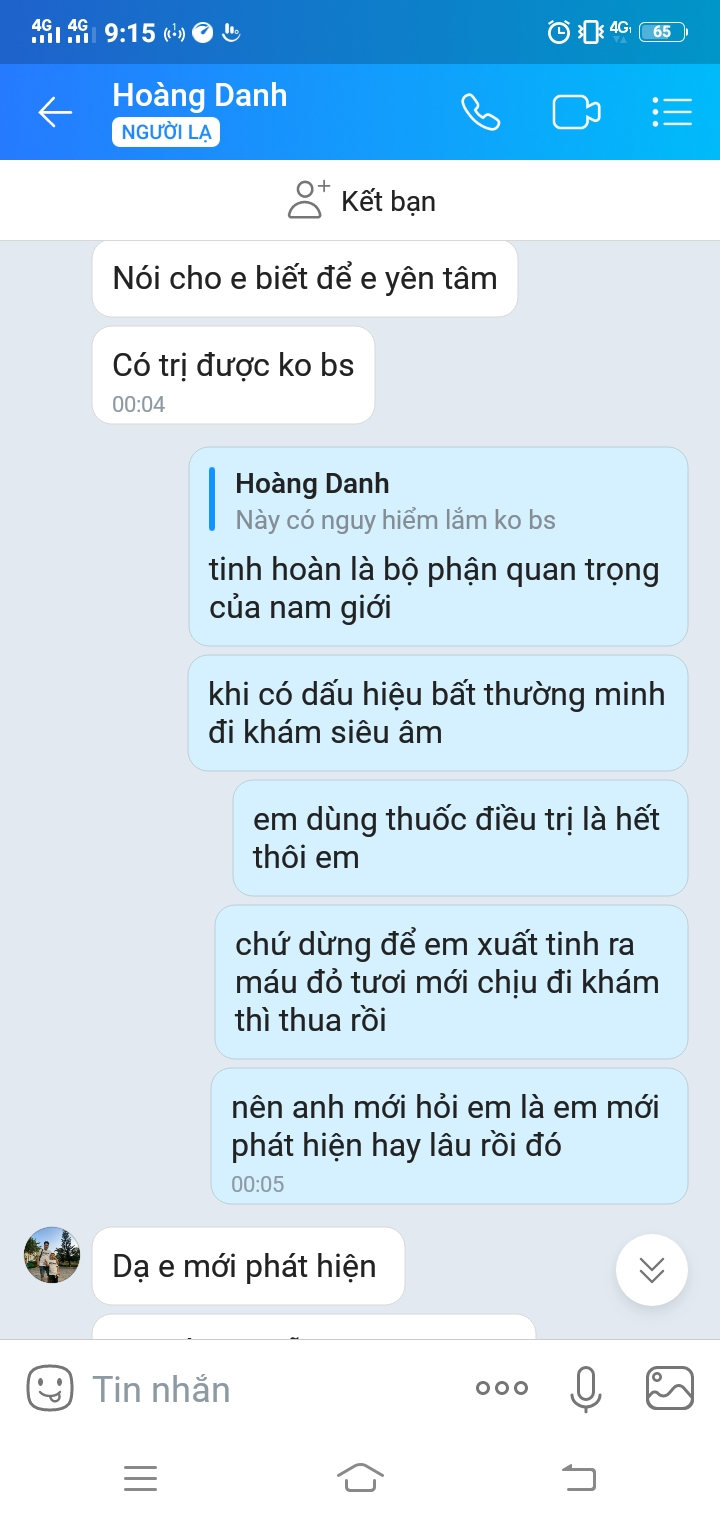 4G 4G 9:15 4G 65
Hoàng Danh
NGƯỜI LẠ
Kết bạn
Nói cho e biết để e yên tâm
Có trị được ko bs
00:04
Hoàng Danh
Này có nguy hiểm lắm ko bs
tinh hoàn là bộ phận quan trọng
của nam giới
khi có dấu hiệu bất thường minh
đi khám siêu âm
em dùng thuốc điều trị là hết
thôi em
chứ dừng để em xuất tinh ra
máu đỏ tươi mới chịu đi khám
thì thua rồi
nên anh mới hỏi em là em mới
phát hiện hay lâu rồi đó
00:05
Dạ e mới phát hiện
Tin nhắn